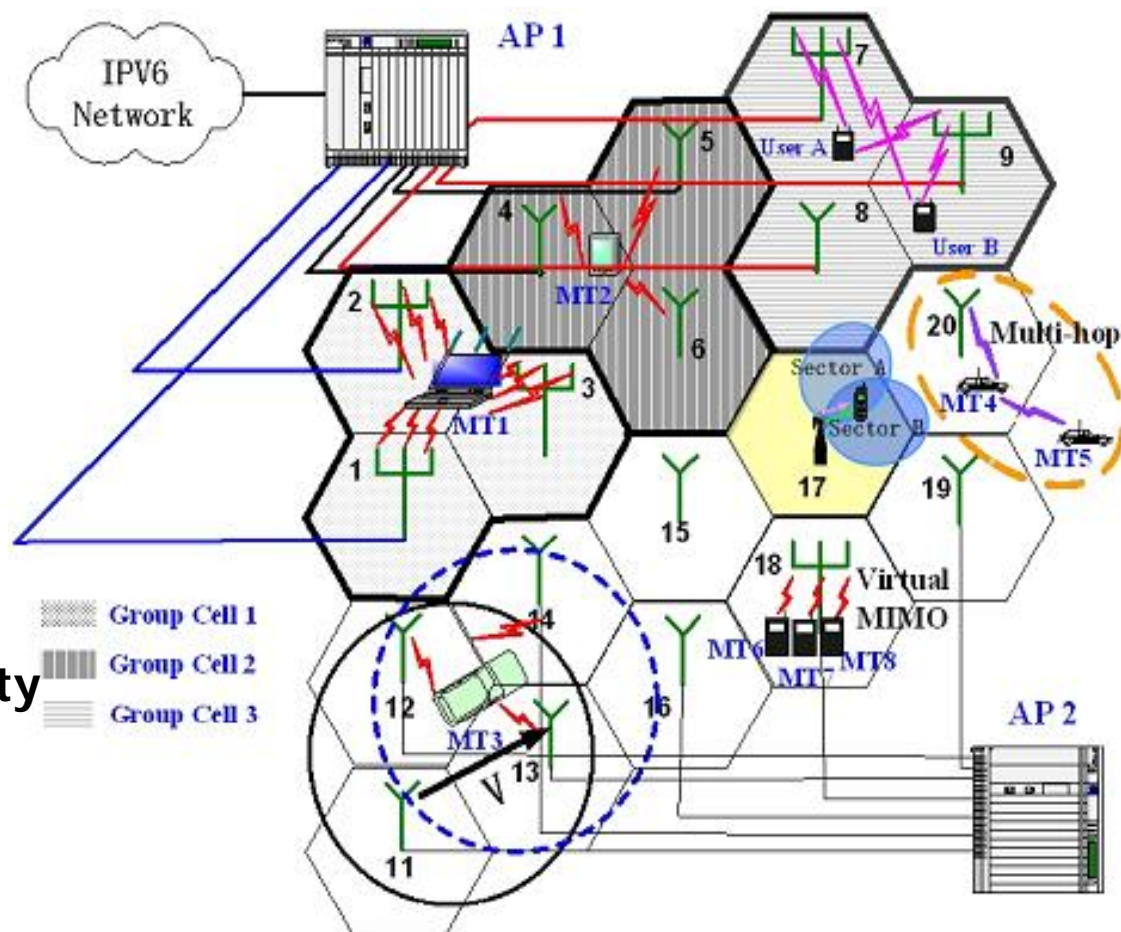 AP 1
IPV6
Network
7
5
User A
9
4
8
User B
MT2
2
20
Multi-hop
6
Sector A
3
MT4
MT1
Sector B
MT5
1
17
19
15
18
Virtual
MIMO
14
Group Cell 1
MT6
MT7
MT8
Group Cell 2
ty
12
16
Group Cell 3
AP 2
MT3
13
V
11